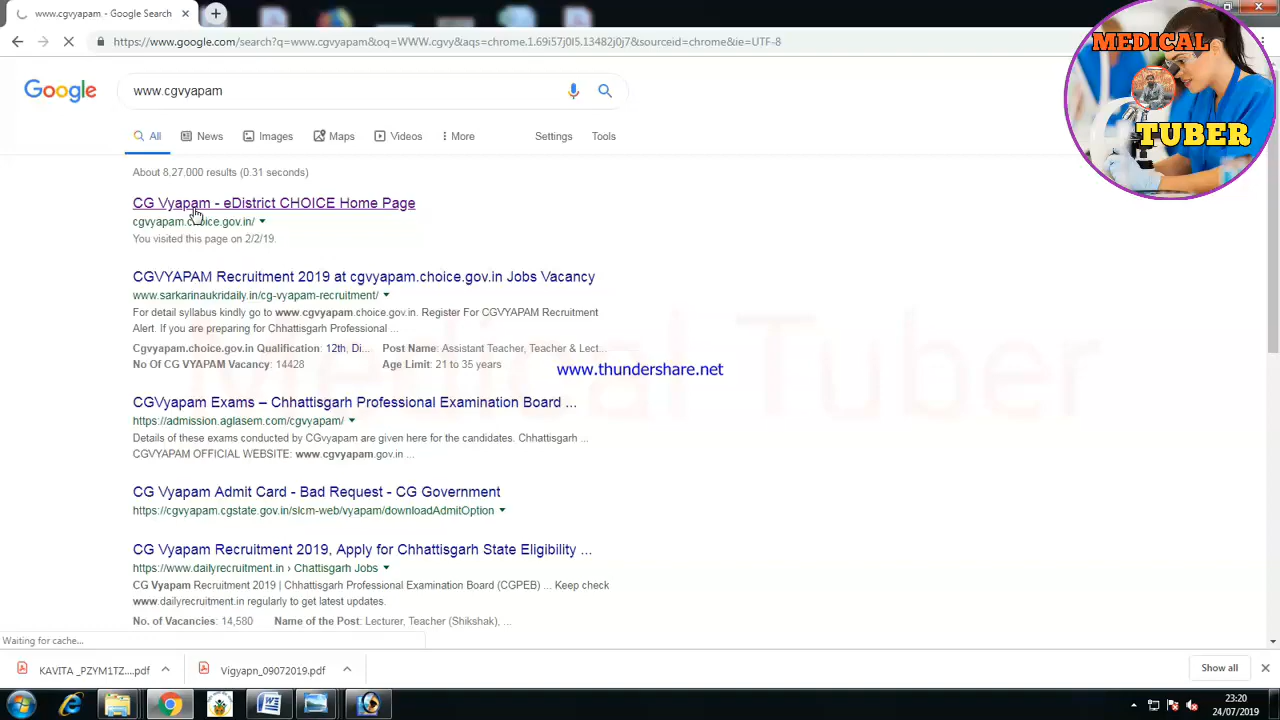 www.cgvyapam - Google Search
https://www.google.com/search?q=www.cgvyapam&oq=WWW.cgvy&aqs=chrome.1.69i57j0l5.13482j0j7&sourceid=chrome&ie=UTF-8
MEDICAL
TUBER
Google
www.cgvyapam
All News Images Maps Videos More Settings Tools
About 8,27,000 results (0.31 seconds)
CG Vyapam - eDistrict CHOICE Home Page
cgvyapam.choice.gov.in/
You visited this page on 2/2/19.
CGVYAPAM Recruitment 2019 at cgvyapam.choice.gov.in Jobs Vacancy
www.sarkarinaukridaily.in/cg-vyapam-recruitment/
For detail syllabus kindly go to www.cgvyapam.choice.gov.in. Register For CGVYAPAM Recruitment
Alert. If you are preparing for Chhattisgarh Professional ...
Cgvyapam.choice.gov.in Qualification: 12th, Di... Post Name: Assistant Teacher, Teacher & Lect...
No Of CG VYAPAM Vacancy: 14428 Age Limit: 21 to 35 years
www.thundershare.net
Medical Tuber
CGVyapam Exams – Chhattisgarh Professional Examination Board ...
https://admission.aglasem.com/cgvyapam/
Details of these exams conducted by CGvyapam are given here for the candidates. Chhattisgarh ...
CGVYAPAM OFFICIAL WEBSITE: www.cgvyapam.gov.in ...
CG Vyapam Admit Card - Bad Request - CG Government
https://cgvyapam.cgstate.gov.in/slcm-web/vyapam/downloadAdmitOption
CG Vyapam Recruitment 2019, Apply for Chhattisgarh State Eligibility ...
https://www.dailyrecruitment.in › Chattisgarh Jobs
CG Vyapam Recruitment 2019 | Chhattisgarh Professional Examination Board (CGPEB) ... Keep check
www.dailyrecruitment.in regularly to get latest updates.
No. of Vacancies: 14,580 Name of the Post: Lecturer, Teacher (Shikshak), ...
Waiting for cache...
KAVITA _PZYM1TZ....pdf Vigyapn_09072019.pdf Show all
23:20
24/07/2019